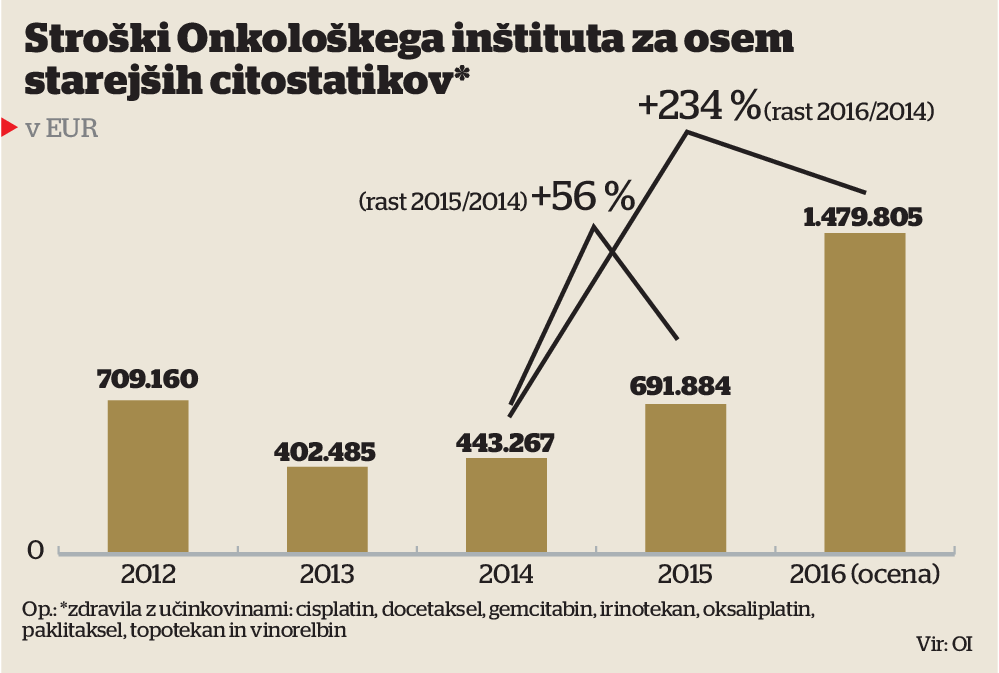 Stroški Onkološkega inštituta za osem
starejših citostatikov*
v EUR
+234 % (rast 2016/2014)
(rast 2015/2014) +56 %
1.479.805
709.160
691.884
402.485
443.267
0
2012
2013
2014
2015
2016 (ocena)
Op.: *zdravila z učinkovinami: cisplatin, docetaksel, gemcitabin, irinotekan, oksaliplatin,
paklitaksel, topotekan in vinorelbin
Vir: OI